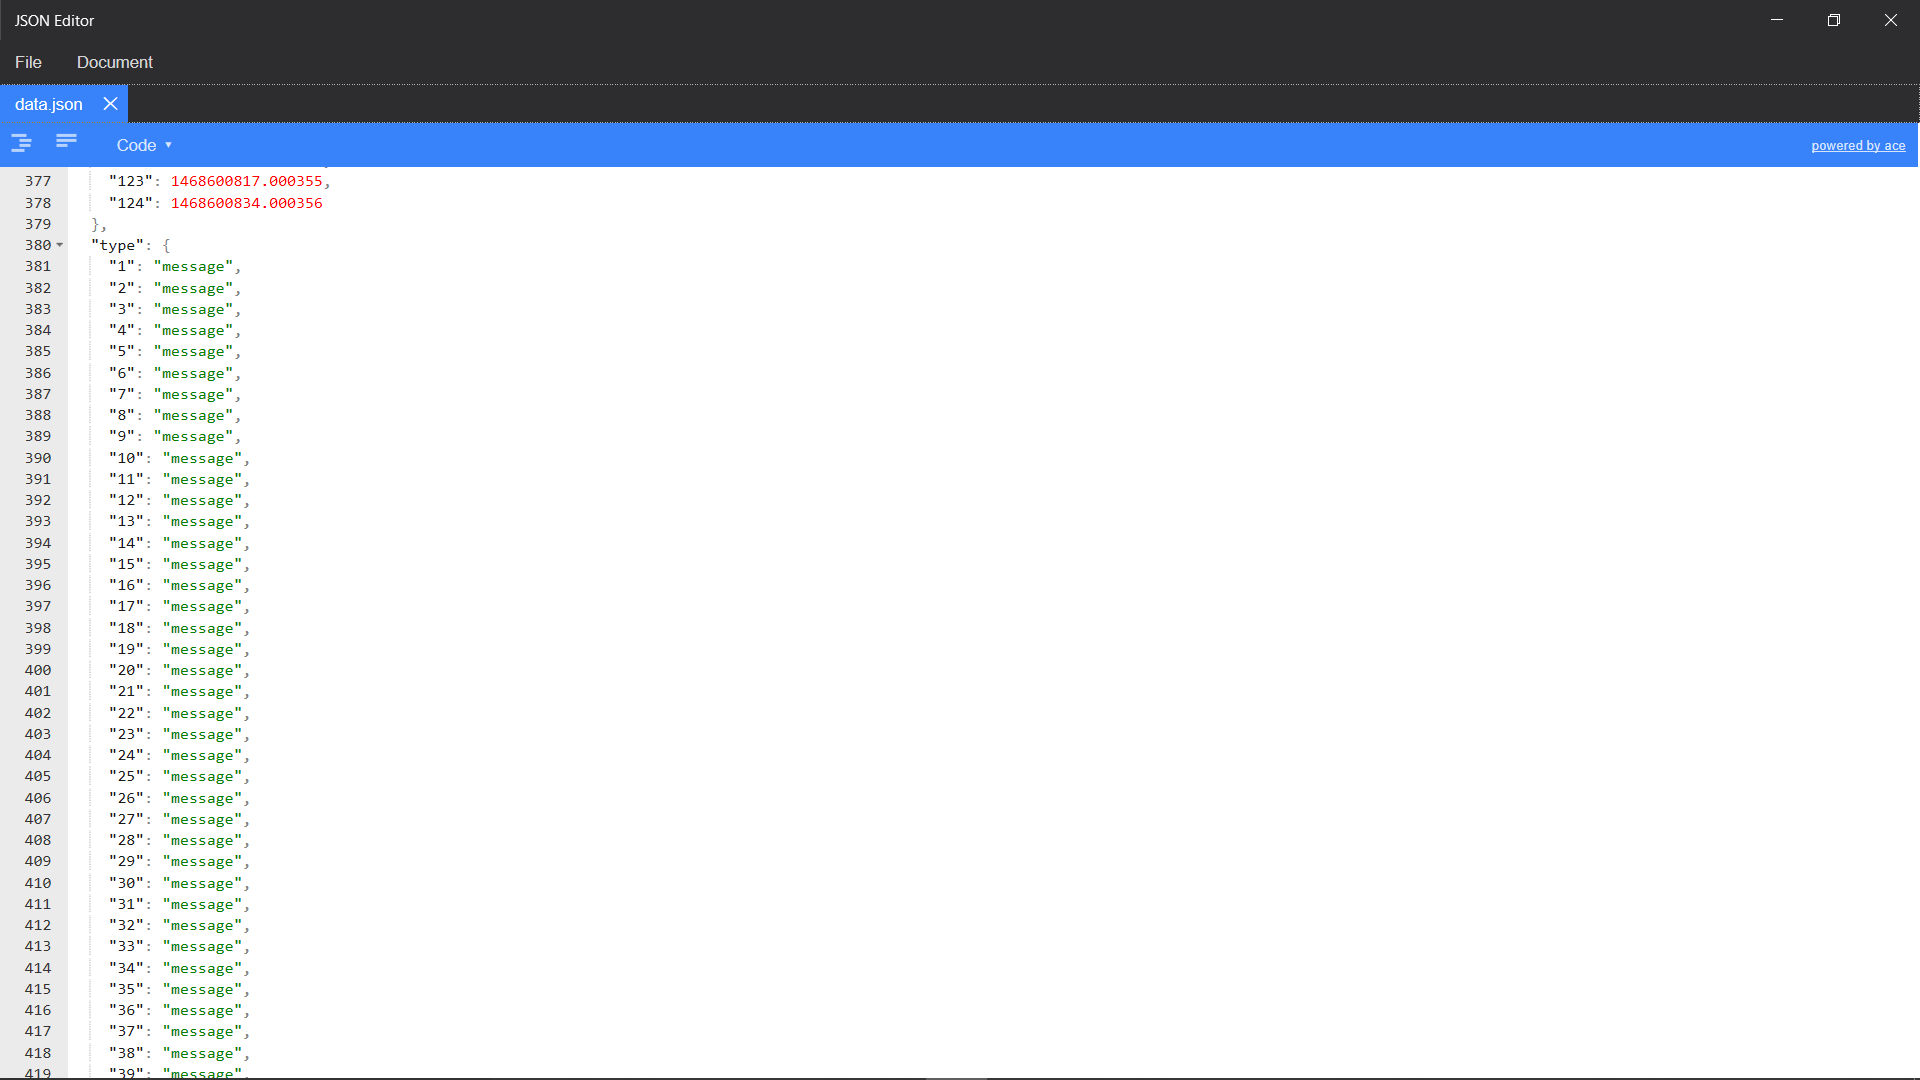 JSON Editor
File Document
data.json
Code powered by ace
377 "123": 1468600817.000355,
378 "124": 1468600834.000356
379 },
380 "type": {
381 "1": "message",
382 "2": "message",
383 "3": "message",
384 "4": "message",
385 "5": "message",
386 "6": "message",
387 "7": "message",
388 "8": "message",
389 "9": "message",
390 "10": "message",
391 "11": "message",
392 "12": "message",
393 "13": "message",
394 "14": "message",
395 "15": "message",
396 "16": "message",
397 "17": "message",
398 "18": "message",
399 "19": "message",
400 "20": "message",
401 "21": "message",
402 "22": "message",
403 "23": "message",
404 "24": "message",
405 "25": "message",
406 "26": "message",
407 "27": "message",
408 "28": "message",
409 "29": "message",
410 "30": "message",
411 "31": "message",
412 "32": "message",
413 "33": "message",
414 "34": "message",
415 "35": "message",
416 "36": "message",
417 "37": "message",
418 "38": "message",
419 "39": "message",